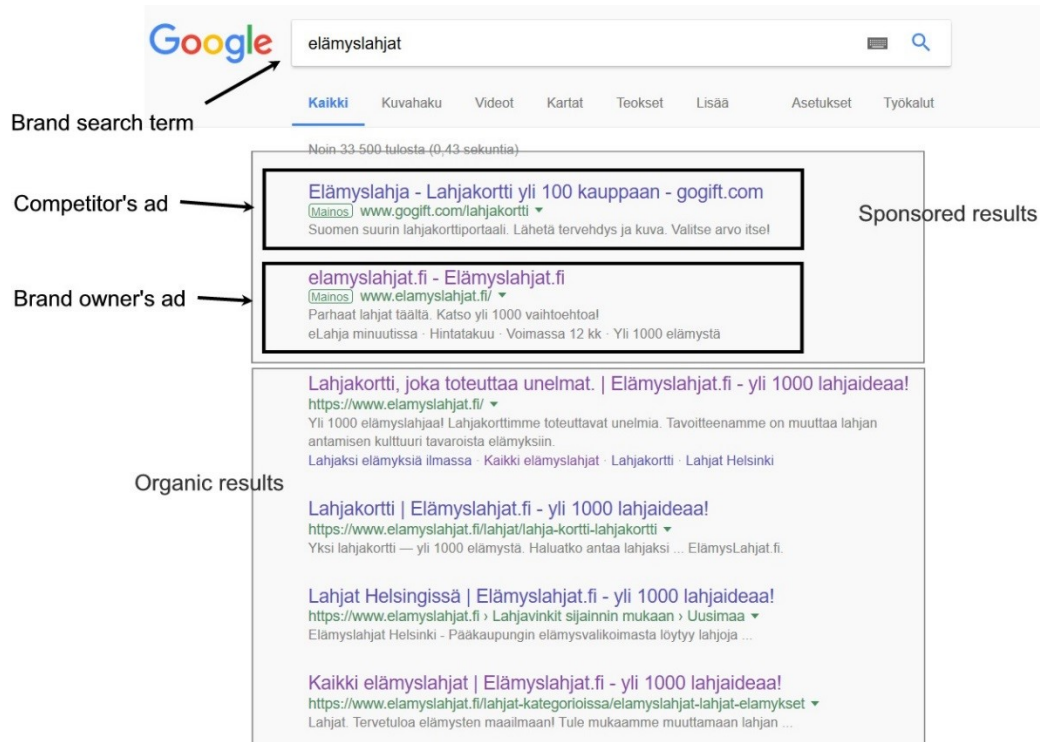 Google
elämyslahjat
Kaikki Kuvahaku Videot Kartat Teokset Lisää Asetukset Työkalut
Brand search term
Noin 33 500 tulosta (0,43 sekuntia)
Competitor's ad
Elämyslahja - Lahjakortti yli 100 kauppaan - gogift.com
Mainos www.gogift.com/lahjakortti
Suomen suurin lahjakorttiportaali. Lähetä tervehdys ja kuva. Valitse arvo itse!
Sponsored results
Brand owner's ad
elamyslahjat.fi - Elämyslahjat.fi
Mainos www.elamyslahjat.fi/
Parhaat lahjat täältä. Katso yli 1000 vaihtoehtoa!
eLahja minuutissa · Hintatakuu · Voimassa 12 kk · Yli 1000 elämystä
Lahjakortti, joka toteuttaa unelmat. | Elämyslahjat.fi - yli 1000 lahjaideaa!
https://www.elamyslahjat.fi/
Yli 1000 elämyslahjaa! Lahjakorttimme toteuttavat unelmia. Tavoitteenamme on muuttaa lahjan
antamisen kulttuuri tavaroista elämyksiin.
Lahjaksi elämyksiä ilmassa · Kaikki elämyslahjat · Lahjakortti · Lahjat Helsinki
Organic results
Lahjakortti | Elämyslahjat.fi - yli 1000 lahjaideaa!
https://www.elamyslahjat.fi/lahjat/lahja-kortti-lahjakortti
Yksi lahjakortti — yli 1000 elämystä. Haluatko antaa lahjaksi ... ElämysLahjat.fi.
Lahjat Helsingissä | Elämyslahjat.fi - yli 1000 lahjaideaa!
https://www.elamyslahjat.fi › Lahjavinkit sijainnin mukaan › Uusimaa
Elämyslahjat Helsinki - Pääkaupungin elämysvalikoimasta löytyy lahjoja ...
Kaikki elämyslahjat | Elämyslahjat.fi - yli 1000 lahjaideaa!
https://www.elamyslahjat.fi/lahjat-kategorioissa/elamyslahjat-lahjat-elamykset
Lahjat. Tervetuloa elämysten maailmaan! Tule mukaamme muuttamaan lahjan ...